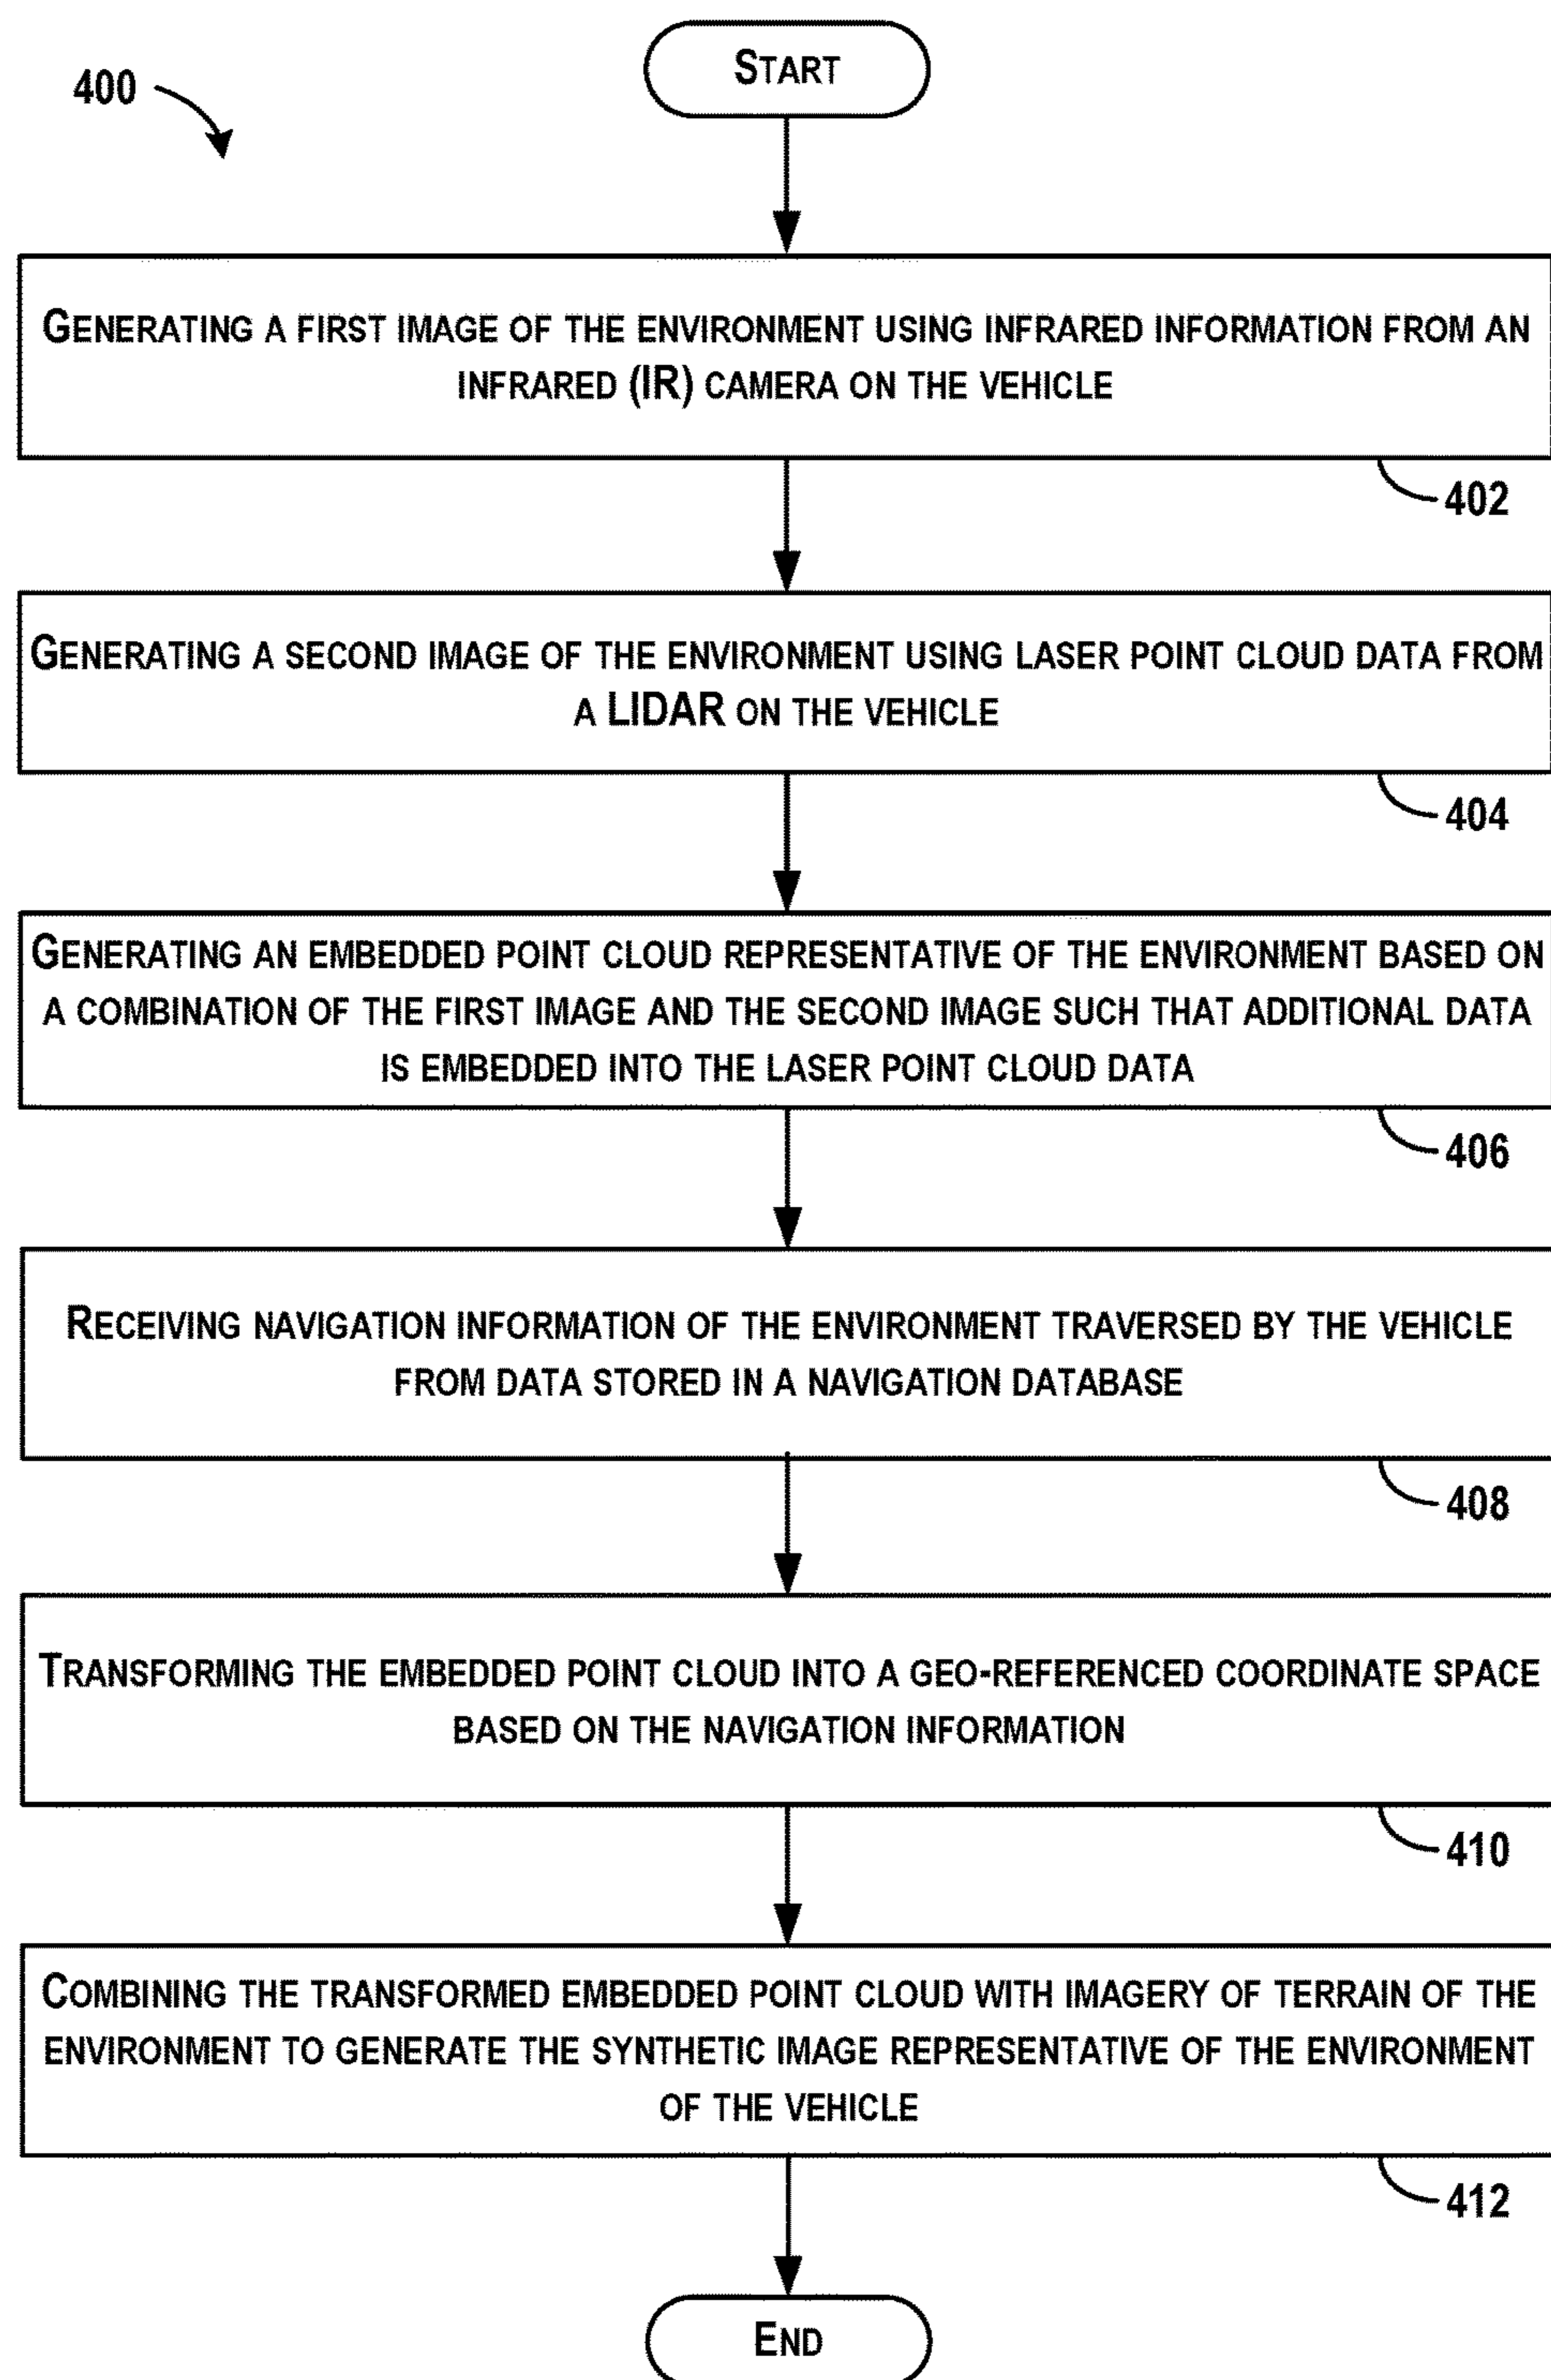 START
400
GENERATING A FIRST IMAGE OF THE ENVIRONMENT USING INFRARED INFORMATION FROM AN
INFRARED (IR) CAMERA ON THE VEHICLE
402
GENERATING A SECOND IMAGE OF THE ENVIRONMENT USING LASER POINT CLOUD DATA FROM
A LIDAR ON THE VEHICLE
404
GENERATING AN EMBEDDED POINT CLOUD REPRESENTATIVE OF THE ENVIRONMENT BASED ON
A COMBINATION OF THE FIRST IMAGE AND THE SECOND IMAGE SUCH THAT ADDITIONAL DATA
IS EMBEDDED INTO THE LASER POINT CLOUD DATA
406
RECEIVING NAVIGATION INFORMATION OF THE ENVIRONMENT TRAVERSED BY THE VEHICLE
FROM DATA STORED IN A NAVIGATION DATABASE
408
TRANSFORMING THE EMBEDDED POINT CLOUD INTO A GEO-REFERENCED COORDINATE SPACE
BASED ON THE NAVIGATION INFORMATION
410
COMBINING THE TRANSFORMED EMBEDDED POINT CLOUD WITH IMAGERY OF TERRAIN OF THE
ENVIRONMENT TO GENERATE THE SYNTHETIC IMAGE REPRESENTATIVE OF THE ENVIRONMENT
OF THE VEHICLE
412
END